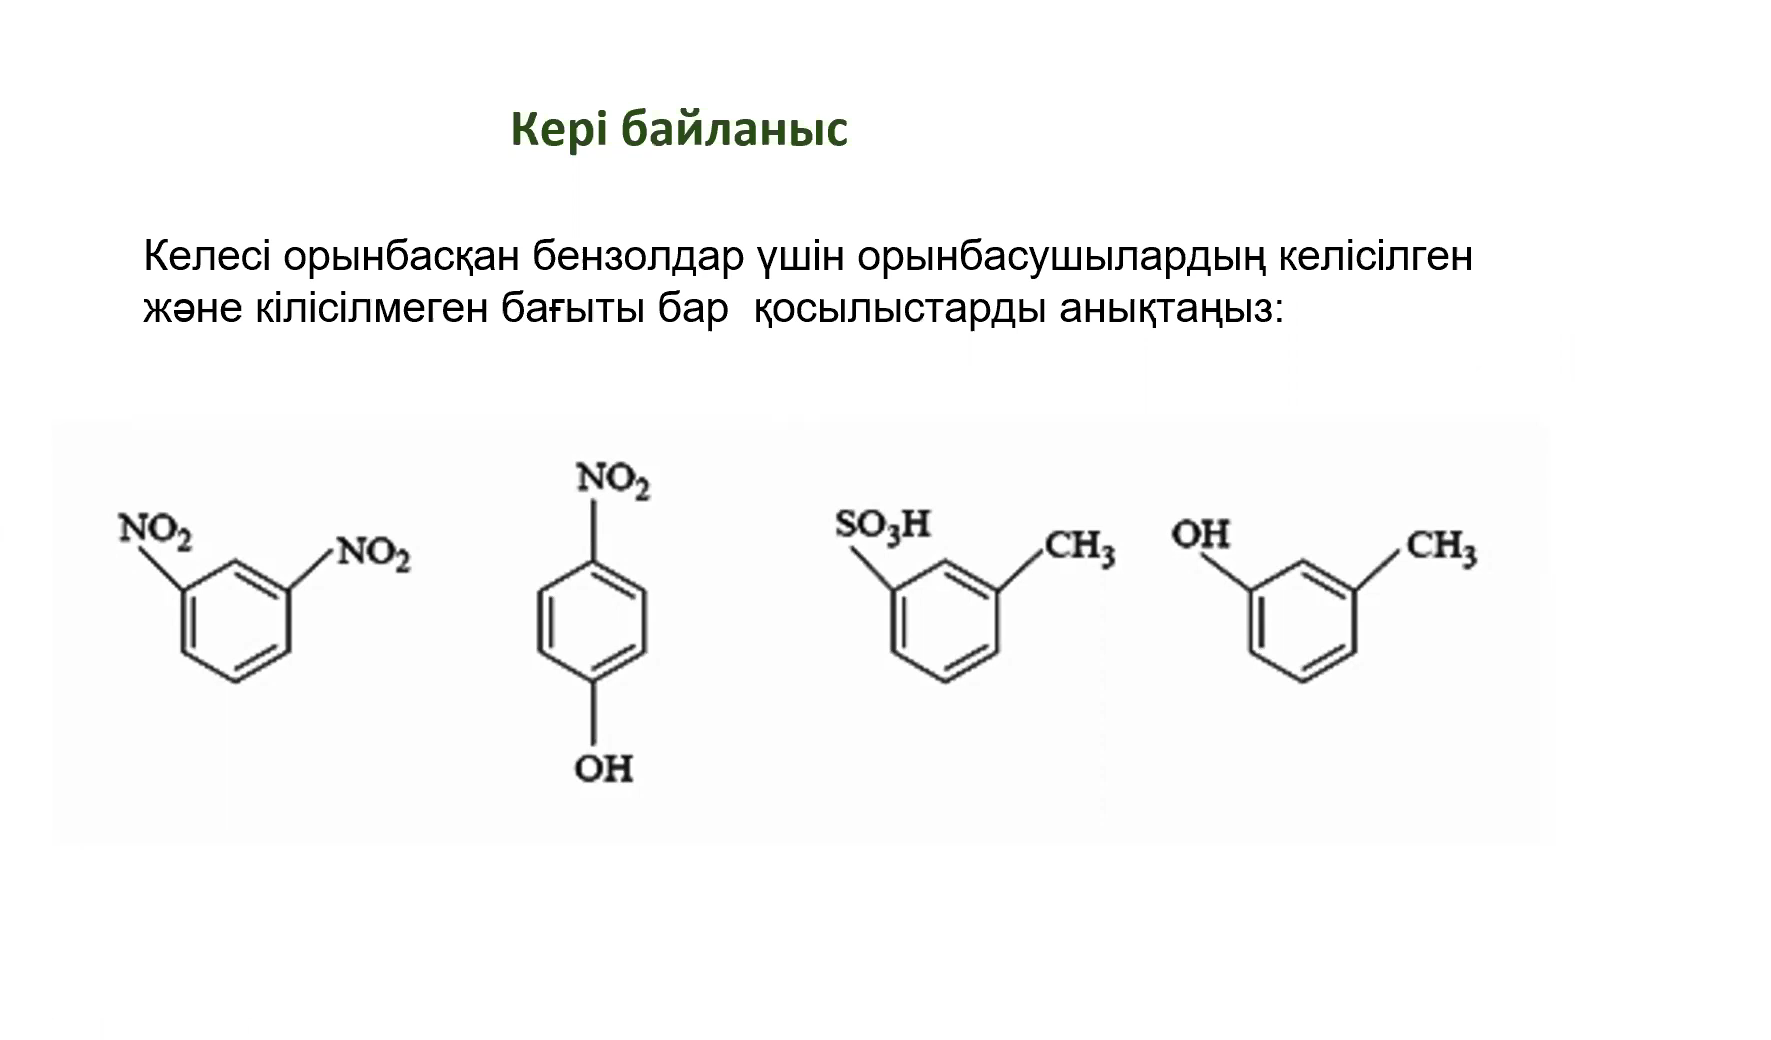 Кері байланыс
Келесі орынбасқан бензолдар үшін орынбасушылардың келісілген
және кілісілмеген бағыты бар қосылыстарды анықтаңыз:
NO₂
NO₂
NO₂
OH
SO₃H
CH₃
OH
CH₃